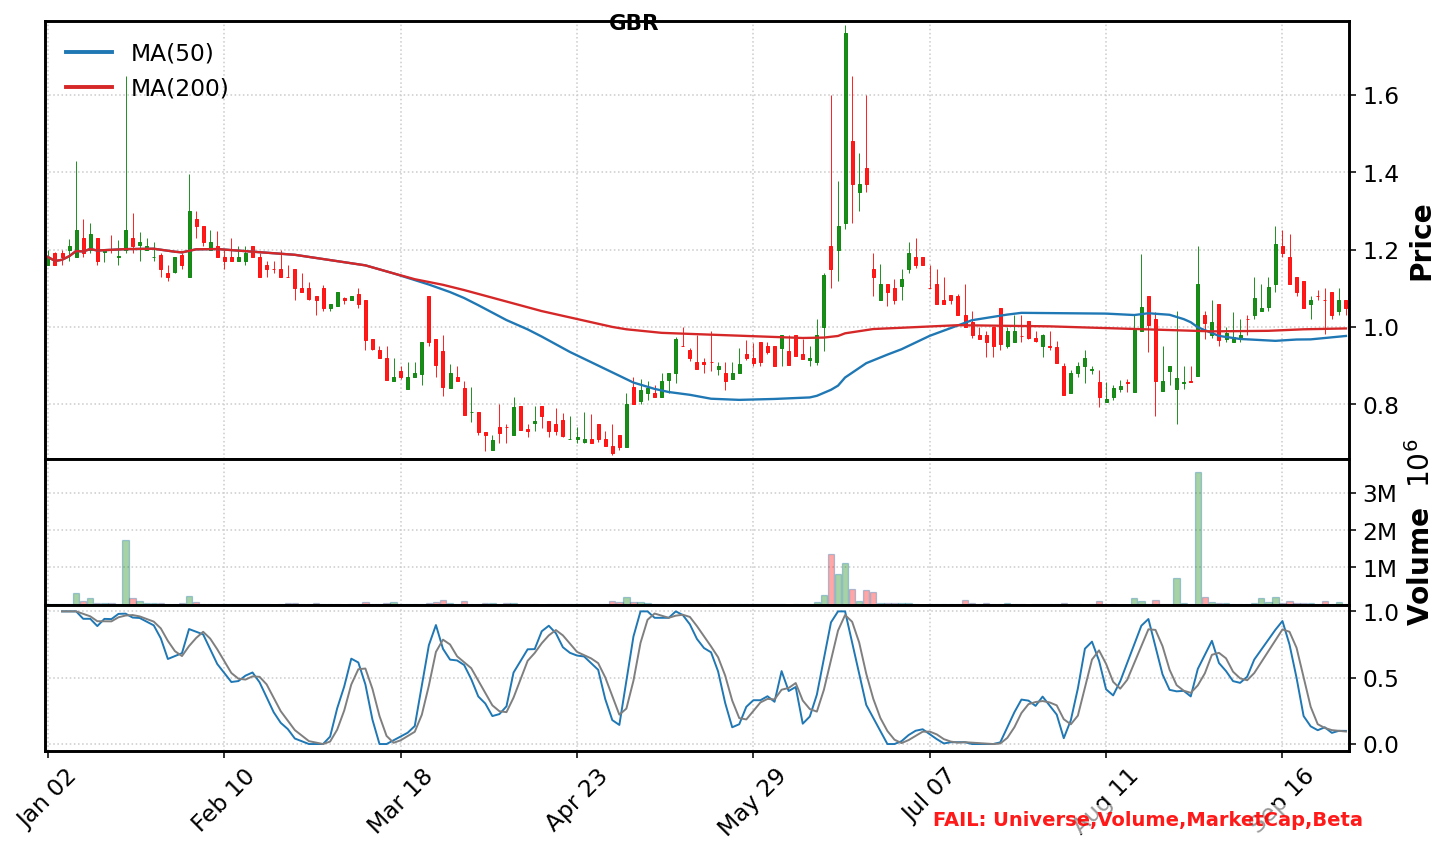 GBR
MA(50)
MA(200)
1.6
1.4
1.2
1.0
0.8
Price
3M
2M
1M
Volume 10^6
1.0
0.5
0.0
Jan 02
Feb 10
Mar 18
Apr 23
May 29
Jul 07
Aug 11
Sep 16
FAIL: Universe,Volume,MarketCap,Beta